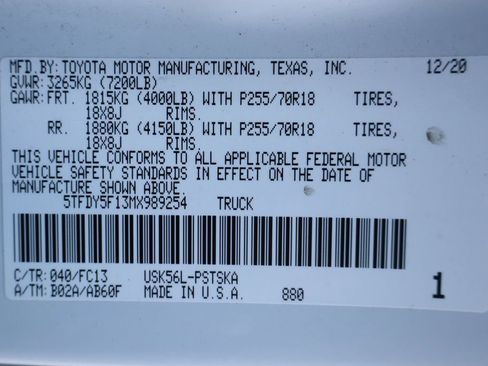 MFD BY: TOYOTA MOTOR MANUFACTURING, TEXAS, INC. 12/20
GVWR: 3265KG (7200LB)
GAWR: FRT. 1815KG (4000LB) WITH P255/70R18 TIRES,
18X8J RIMS.
RR. 1880KG (4150LB) WITH P255/70R18 TIRES,
18X8J RIMS.
THIS VEHICLE CONFORMS TO ALL APPLICABLE FEDERAL MOTOR
VEHICLE SAFETY STANDARDS IN EFFECT ON THE DATE OF
MANUFACTURE SHOWN ABOVE.
5TFDY5F13MX989254 TRUCK
C/TR: 040/FC13 USK56L-PSTSKA
A/TM: B02A/AB60F MADE IN U.S.A. 880 1